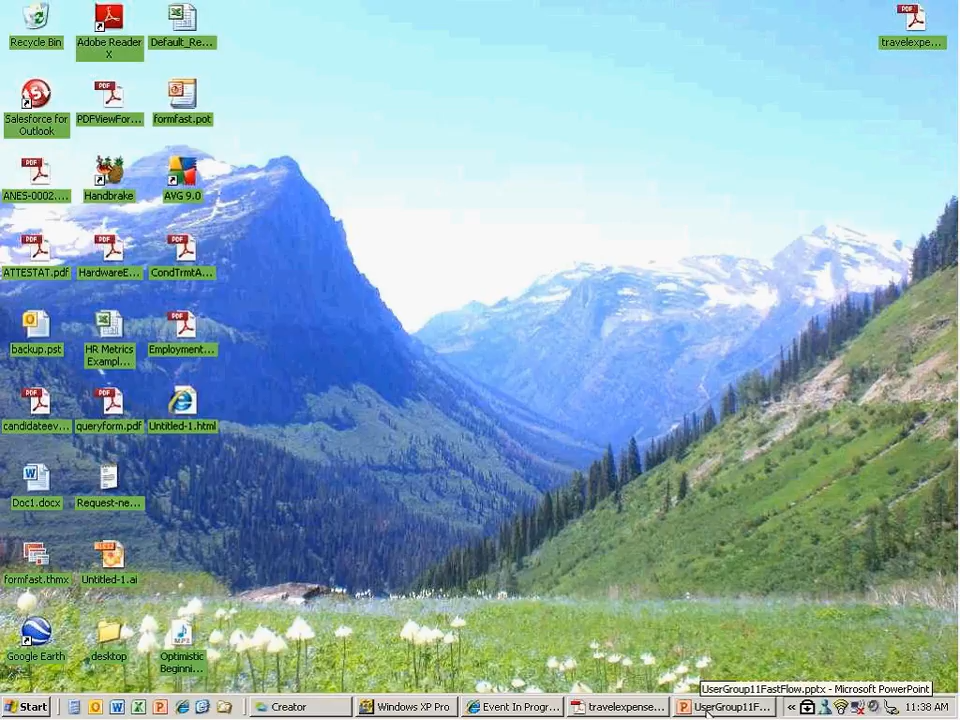 Recycle Bin
Adobe Reader
X
Default_Re...
travelexpe...
Salesforce for
Outlook
PDFViewFor...
formfast.pot
ANES-0002....
Handbrake
AVG 9.0
ATTESTAT.pdf
HardwareE...
CondTrmtA...
backup.pst
HR Metrics
Exampl...
Employment...
candidateev...
queryform.pdf
Untitled-1.html
Doc1.docx
Request-ne...
formfast.thmx
Untitled-1.ai
Google Earth
desktop
Optimistic
Beginni...
UserGroup11FastFlow.pptx - Microsoft PowerPoint
Start
Creator
Windows XP Pro
Event In Progr...
travelexpense...
UserGroup11F...
11:38 AM